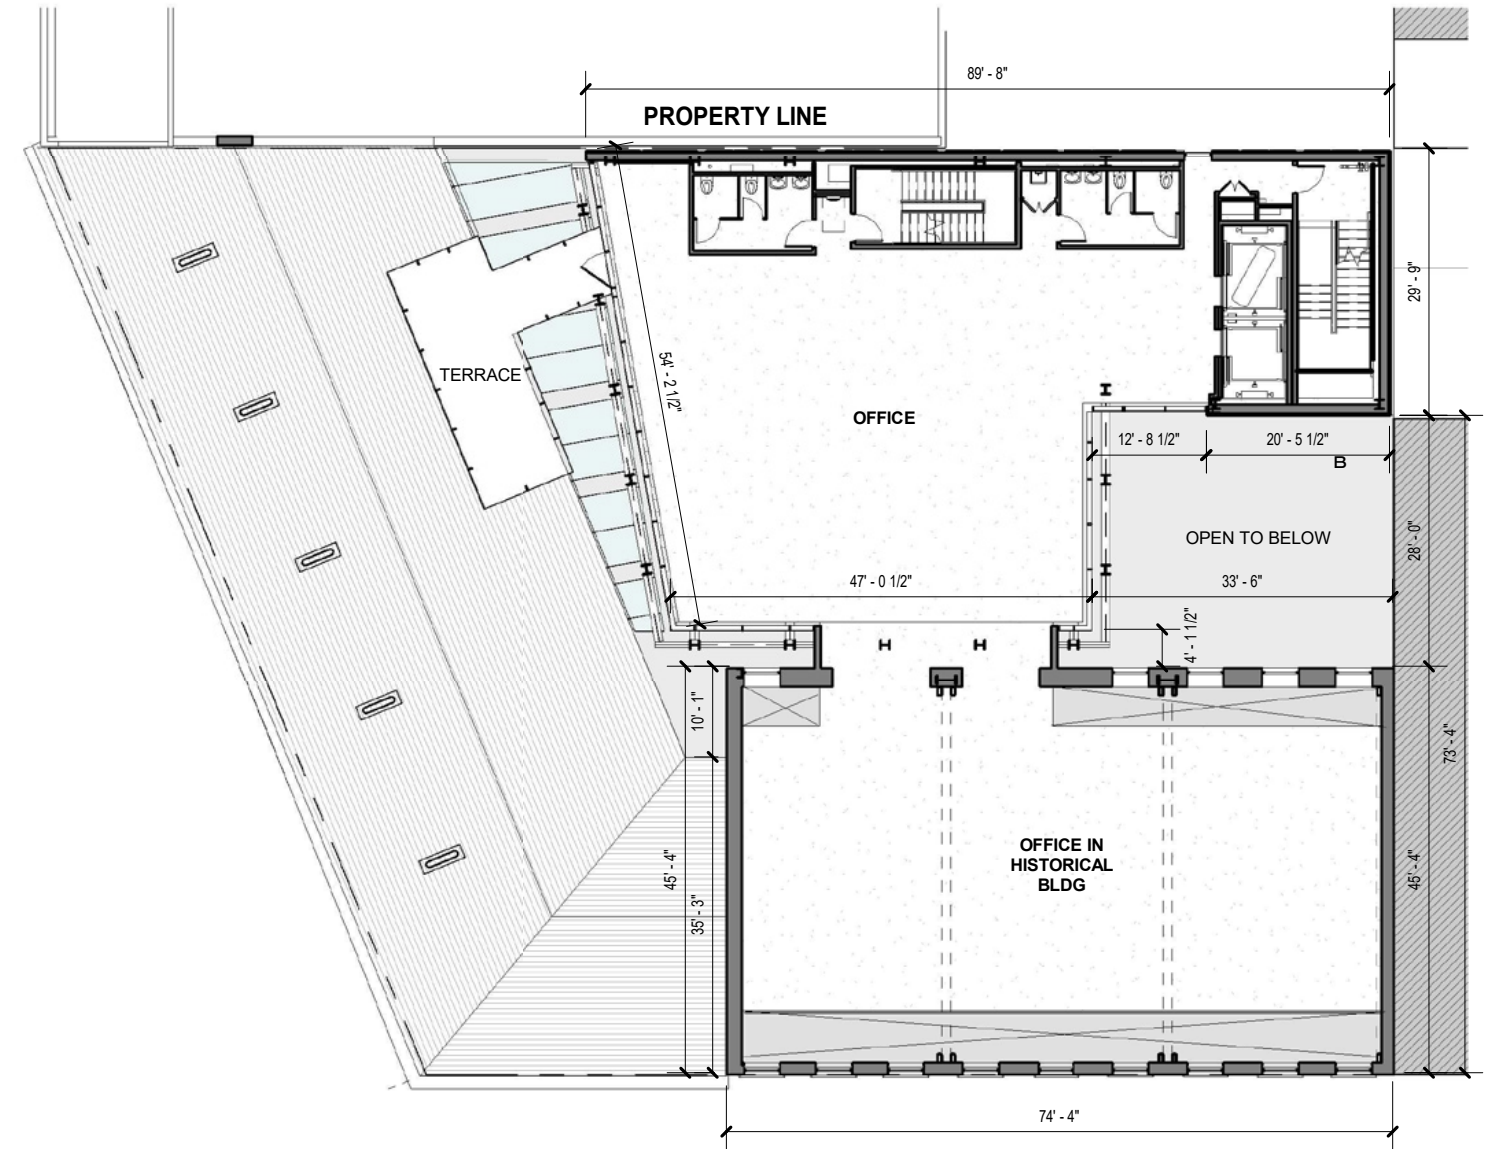 89' - 8"
PROPERTY LINE
29' - 9"
54' - 2 1/2"
TERRACE
OFFICE
12' - 8 1/2"
20' - 5 1/2"
B
OPEN TO BELOW
28' - 0"
47' - 0 1/2"
33' - 6"
4' - 1 1/2"
10' - 1"
73' - 4"
45' - 4"
35' - 3"
OFFICE IN
HISTORICAL
BLDG
45' - 4"
74' - 4"